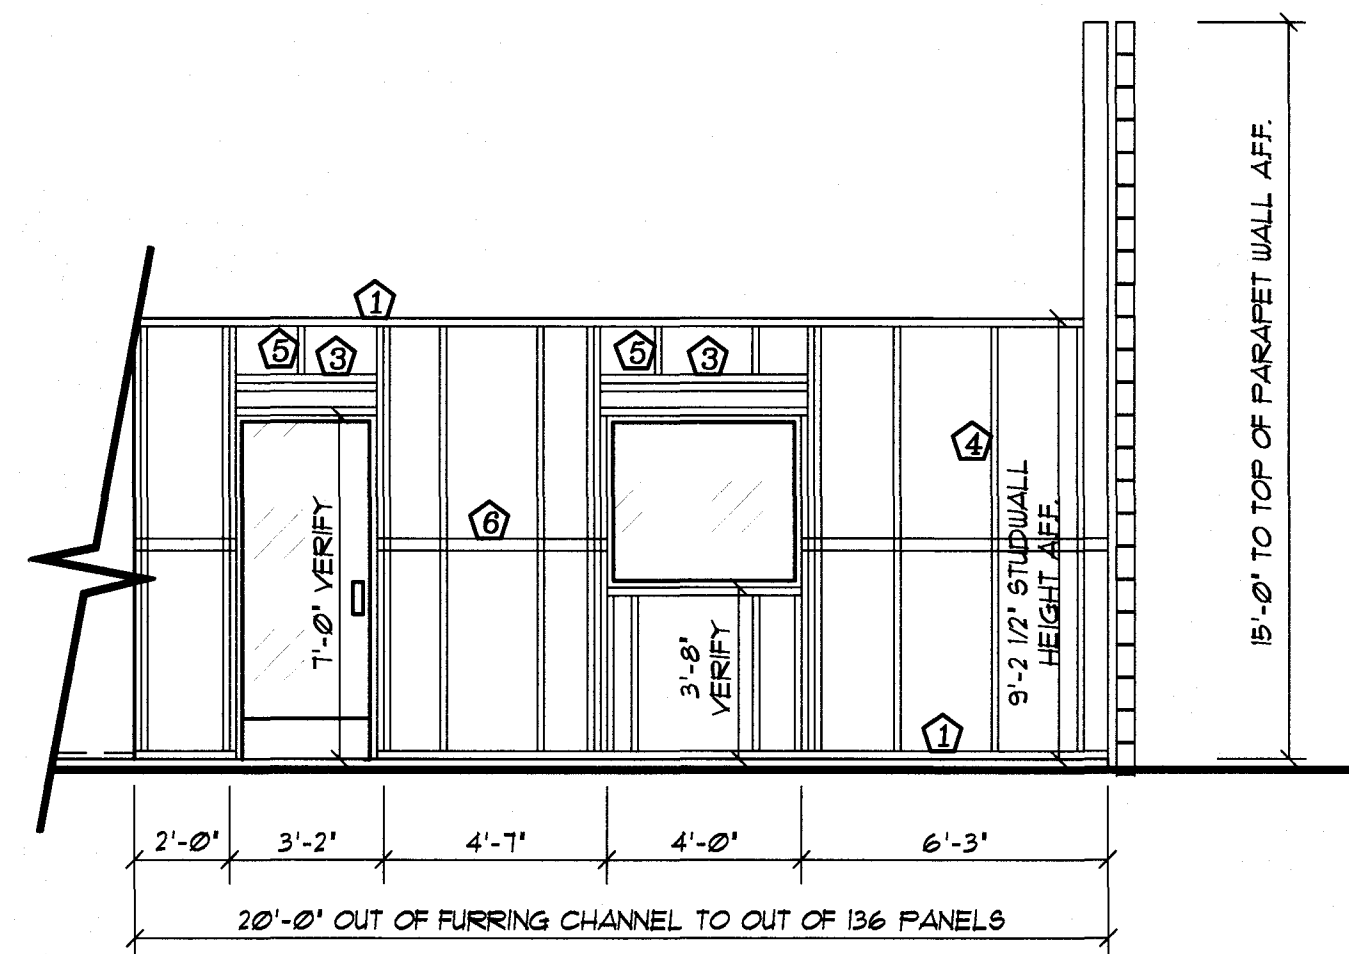 1
5
3
5
3
4
6
1
7'-0" VERIFY
3'-8"
VERIFY
9'-2 1/2" STUDWALL
HEIGHT A.F.F.
15'-0" TO TOP OF PARAPET WALL A.F.F.
2'-0" 3'-2" 4'-7" 4'-0" 6'-3"
20'-0" OUT OF FURRING CHANNEL TO OUT OF 136 PANELS